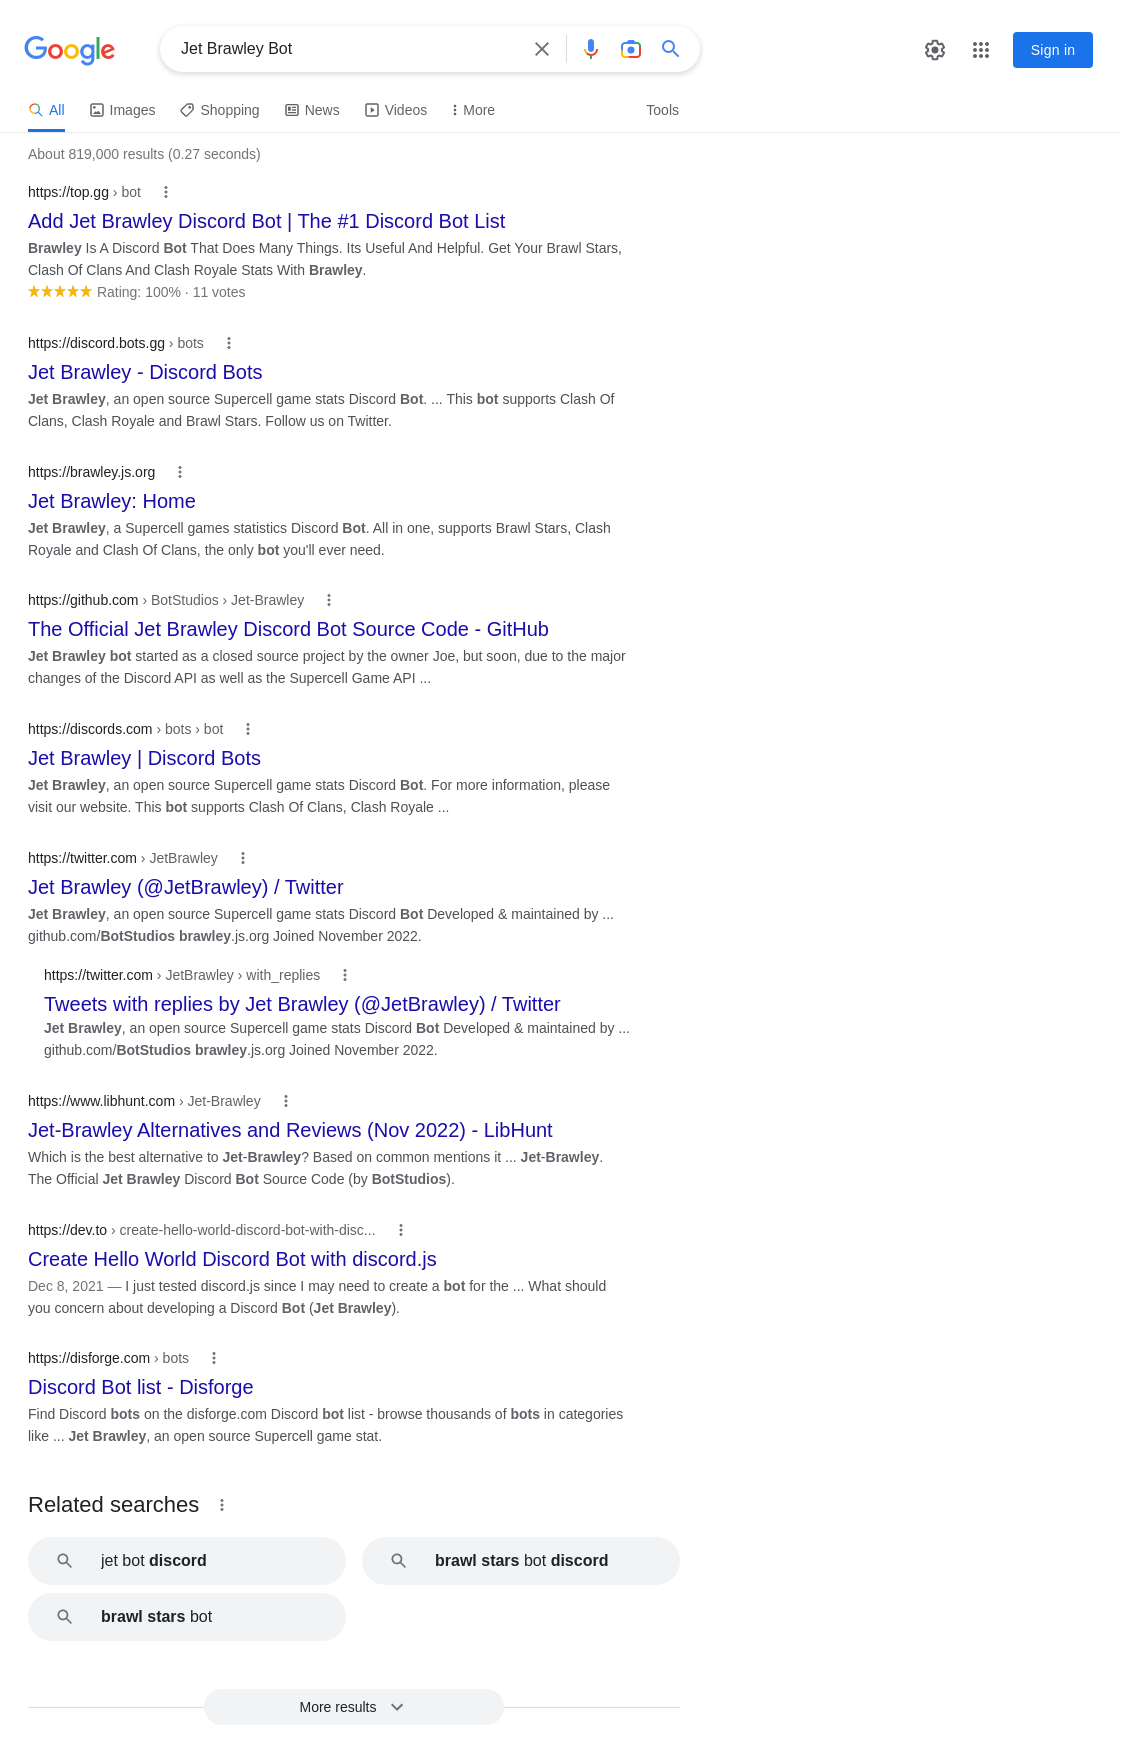 Google
Jet Brawley Bot
Sign in
All
Images
Shopping
News
Videos
More
Tools
About 819,000 results (0.27 seconds)
https://top.gg › bot
Add Jet Brawley Discord Bot | The #1 Discord Bot List
Brawley Is A Discord Bot That Does Many Things. Its Useful And Helpful. Get Your Brawl Stars,
Clash Of Clans And Clash Royale Stats With Brawley.
Rating: 100% · 11 votes
https://discord.bots.gg › bots
Jet Brawley - Discord Bots
Jet Brawley, an open source Supercell game stats Discord Bot. ... This bot supports Clash Of
Clans, Clash Royale and Brawl Stars. Follow us on Twitter.
https://brawley.js.org
Jet Brawley: Home
Jet Brawley, a Supercell games statistics Discord Bot. All in one, supports Brawl Stars, Clash
Royale and Clash Of Clans, the only bot you'll ever need.
https://github.com › BotStudios › Jet-Brawley
The Official Jet Brawley Discord Bot Source Code - GitHub
Jet Brawley bot started as a closed source project by the owner Joe, but soon, due to the major
changes of the Discord API as well as the Supercell Game API ...
https://discords.com › bots › bot
Jet Brawley | Discord Bots
Jet Brawley, an open source Supercell game stats Discord Bot. For more information, please
visit our website. This bot supports Clash Of Clans, Clash Royale ...
https://twitter.com › JetBrawley
Jet Brawley (@JetBrawley) / Twitter
Jet Brawley, an open source Supercell game stats Discord Bot Developed & maintained by ...
github.com/BotStudios brawley.js.org Joined November 2022.
https://twitter.com › JetBrawley › with_replies
Tweets with replies by Jet Brawley (@JetBrawley) / Twitter
Jet Brawley, an open source Supercell game stats Discord Bot Developed & maintained by ...
github.com/BotStudios brawley.js.org Joined November 2022.
https://www.libhunt.com › Jet-Brawley
Jet-Brawley Alternatives and Reviews (Nov 2022) - LibHunt
Which is the best alternative to Jet-Brawley? Based on common mentions it ... Jet-Brawley.
The Official Jet Brawley Discord Bot Source Code (by BotStudios).
https://dev.to › create-hello-world-discord-bot-with-disc...
Create Hello World Discord Bot with discord.js
Dec 8, 2021 — I just tested discord.js since I may need to create a bot for the ... What should
you concern about developing a Discord Bot (Jet Brawley).
https://disforge.com › bots
Discord Bot list - Disforge
Find Discord bots on the disforge.com Discord bot list - browse thousands of bots in categories
like ... Jet Brawley, an open source Supercell game stat.
Related searches
jet bot discord
brawl stars bot discord
brawl stars bot
More results